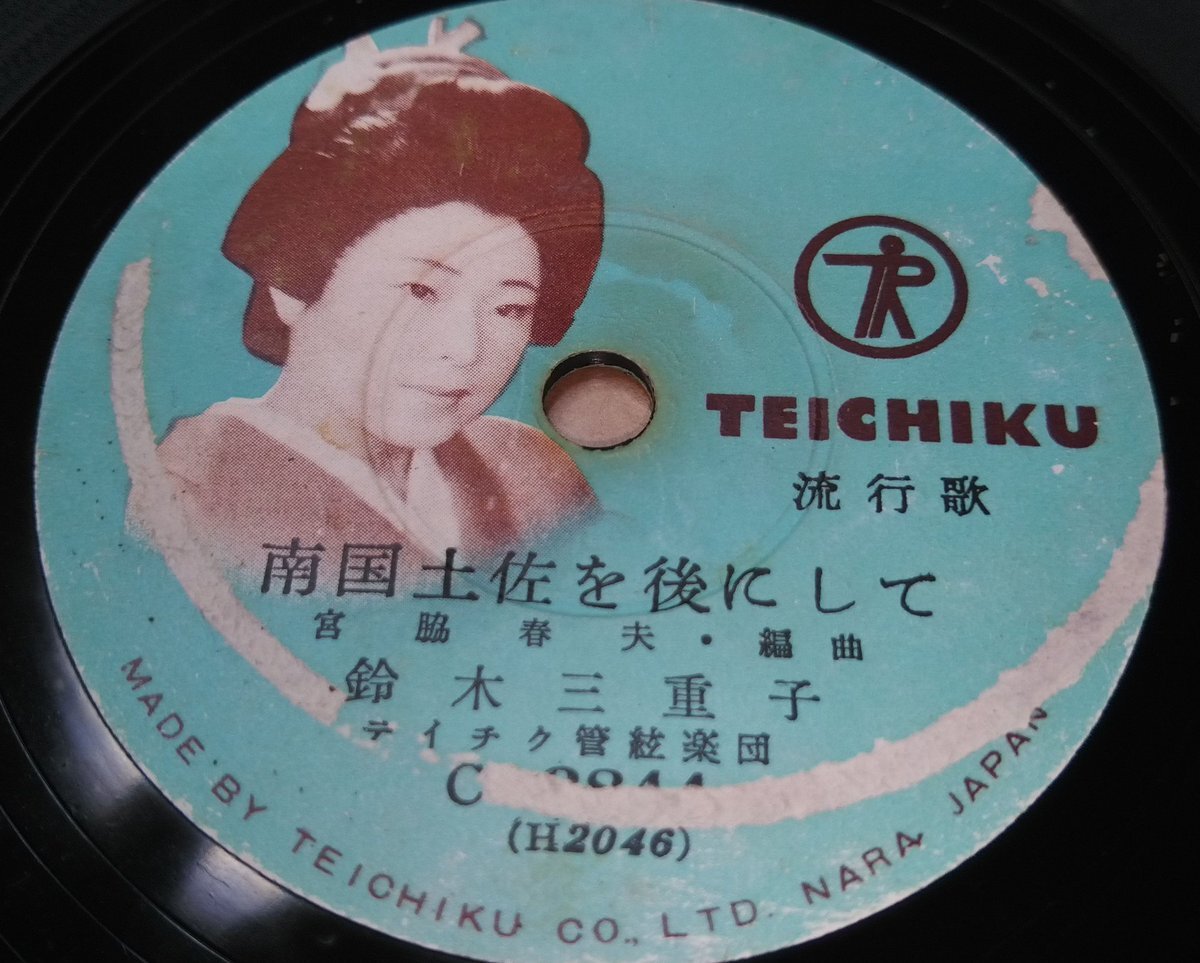 TEICHIKU
流行歌
南国土佐を後にして
宮脇春夫・編曲
鈴木三重子
テイチク管絃楽団
C
(H2046)
MADE BY TEICHIKU CO., LTD. NARA, JAPAN